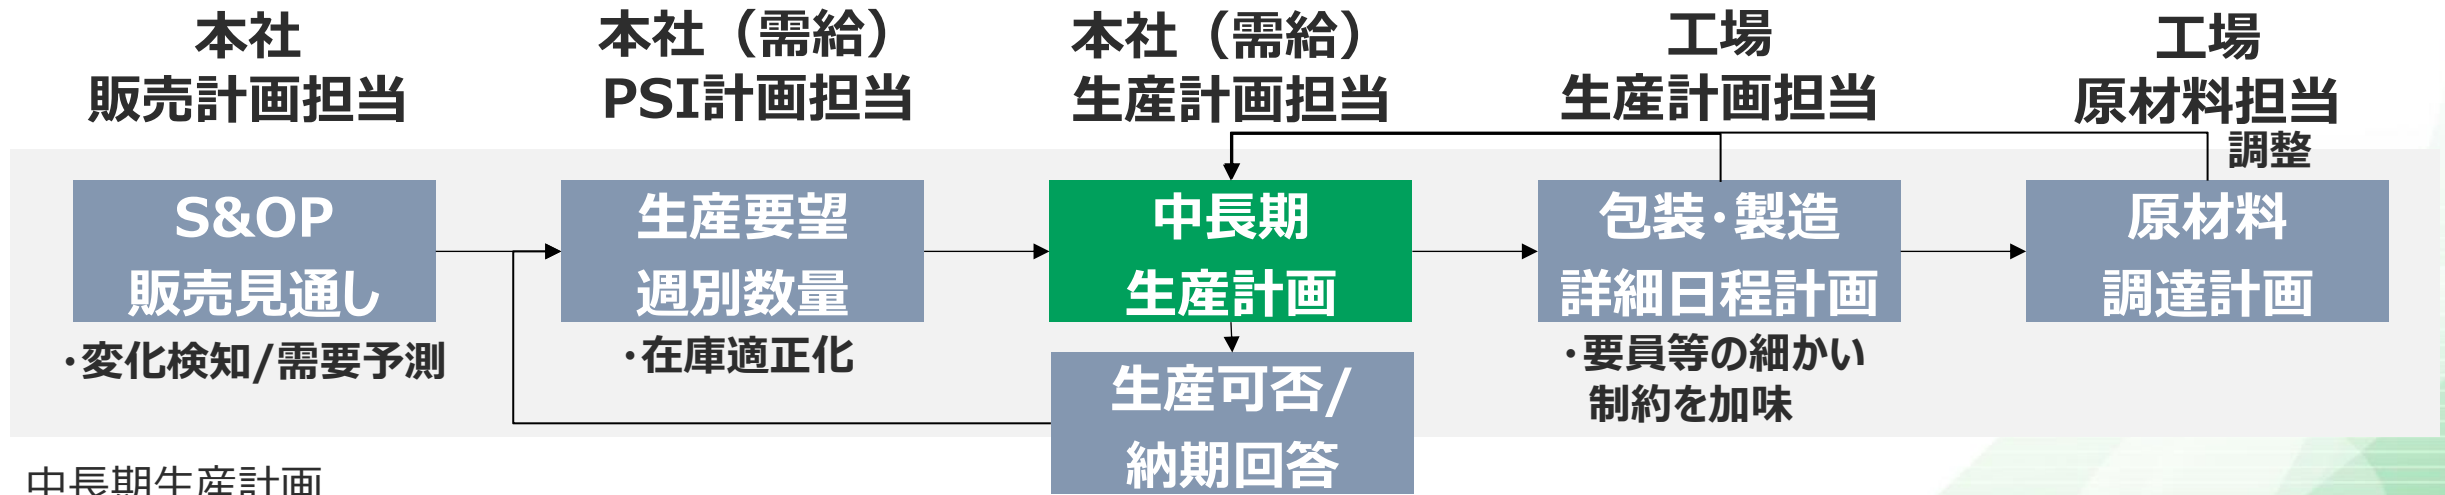 本社
販売計画担当
本社（需給）
PSI計画担当
本社（需給）
生産計画担当
工場
生産計画担当
工場
原材料担当
調整
S&OP
販売見通し
・変化検知/需要予測
生産要望
週別数量
・在庫適正化
中長期
生産計画
生産可否/
納期回答
包装・製造
詳細日程計画
・要員等の細かい
制約を加味
原材料
調達計画
中長期生産計画